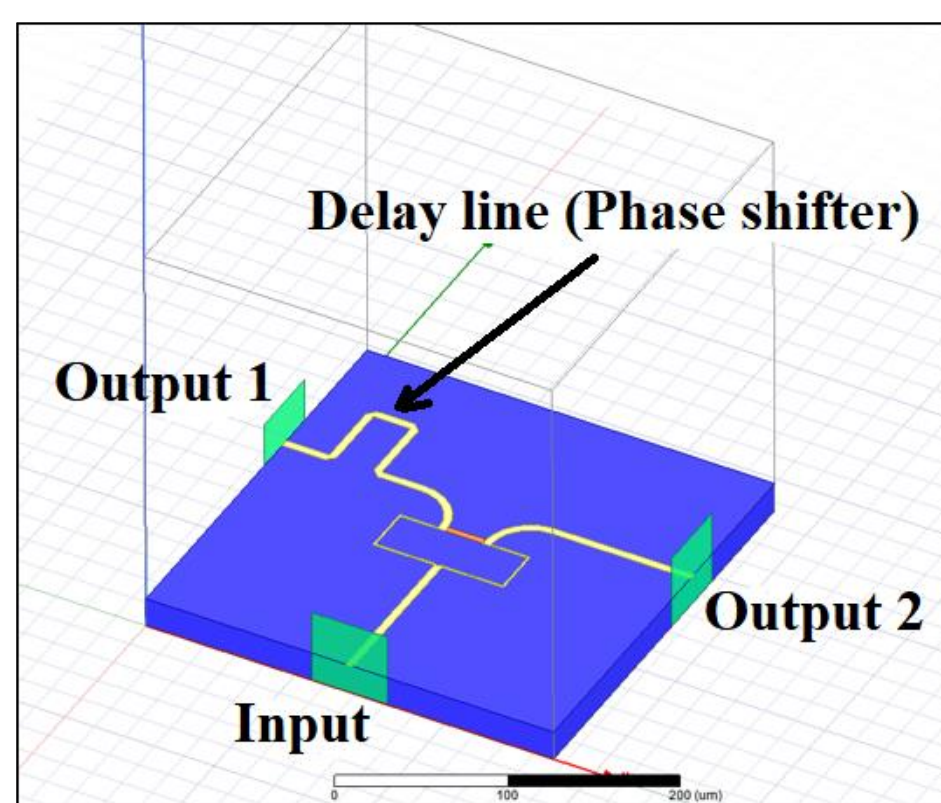 Delay line (Phase shifter)
Output 1
Output 2
Input
0 100 200 (um)